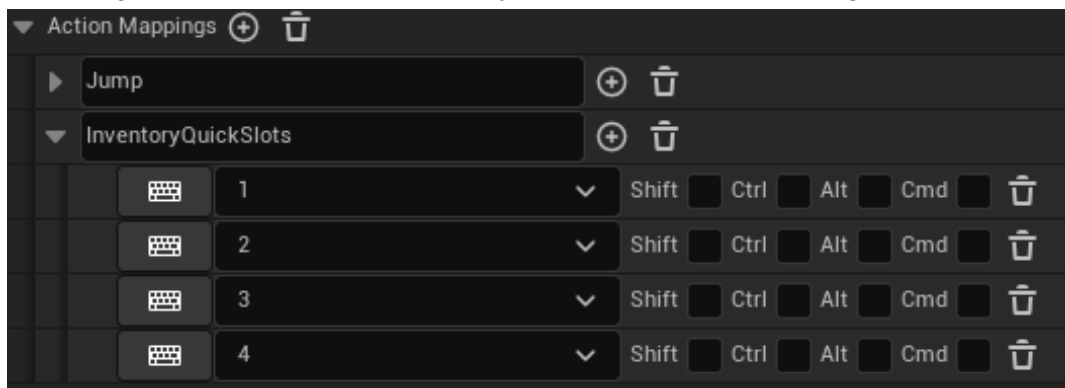 Action Mappings
Jump
InventoryQuickSlots
1 Shift Ctrl Alt Cmd
2 Shift Ctrl Alt Cmd
3 Shift Ctrl Alt Cmd
4 Shift Ctrl Alt Cmd